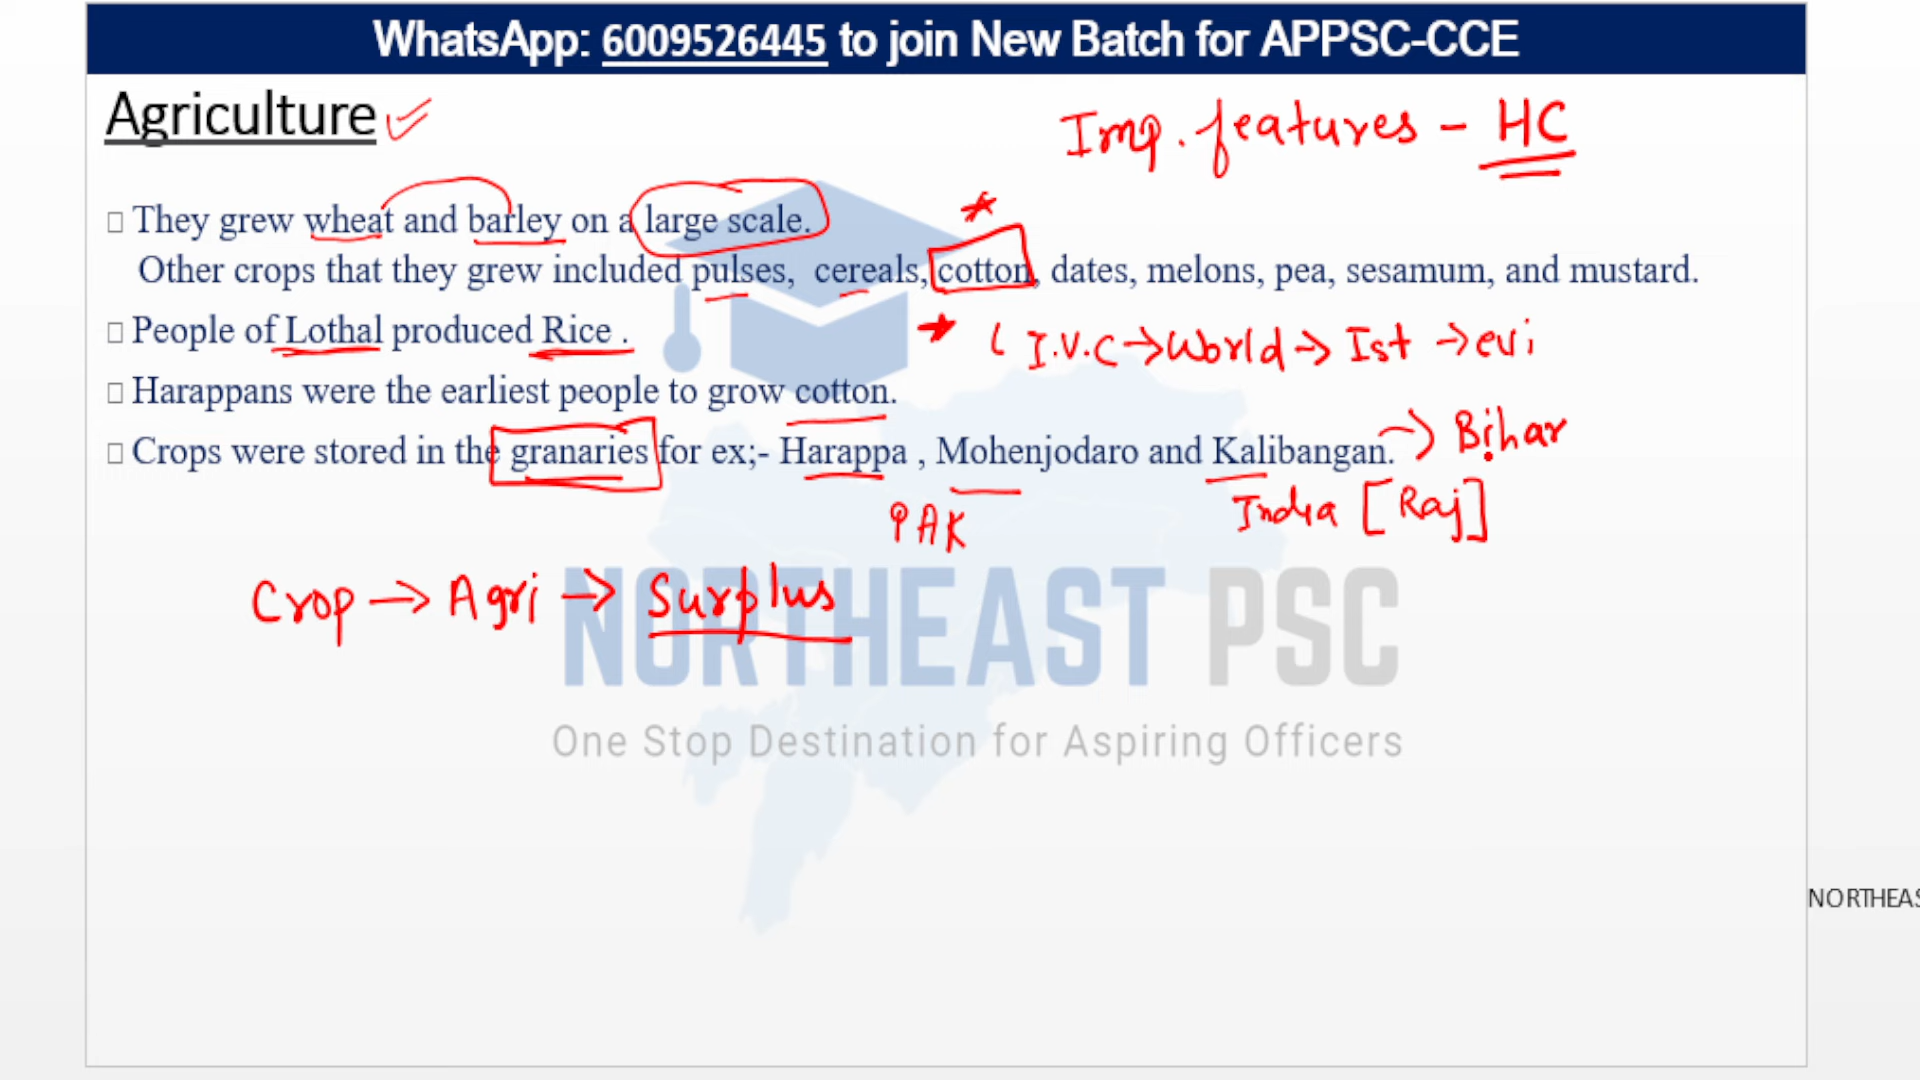 WhatsApp: 6009526445 to join New Batch for APPSC-CCE
Agriculture
Imp. features - HC
They grew wheat and barley on a large scale.
Other crops that they grew included pulses, cereals, cotton, dates, melons, pea, sesamum, and mustard.
People of Lothal produced Rice .
( I.V.C → World → Ist → evi
Harappans were the earliest people to grow cotton.
Crops were stored in the granaries for ex;- Harappa , Mohenjodaro and Kalibangan. → Bihar
PAK
India [Raj]
Crop → Agri → Surplus
NORTHEAST PSC
One Stop Destination for Aspiring Officers
NORTHEAS